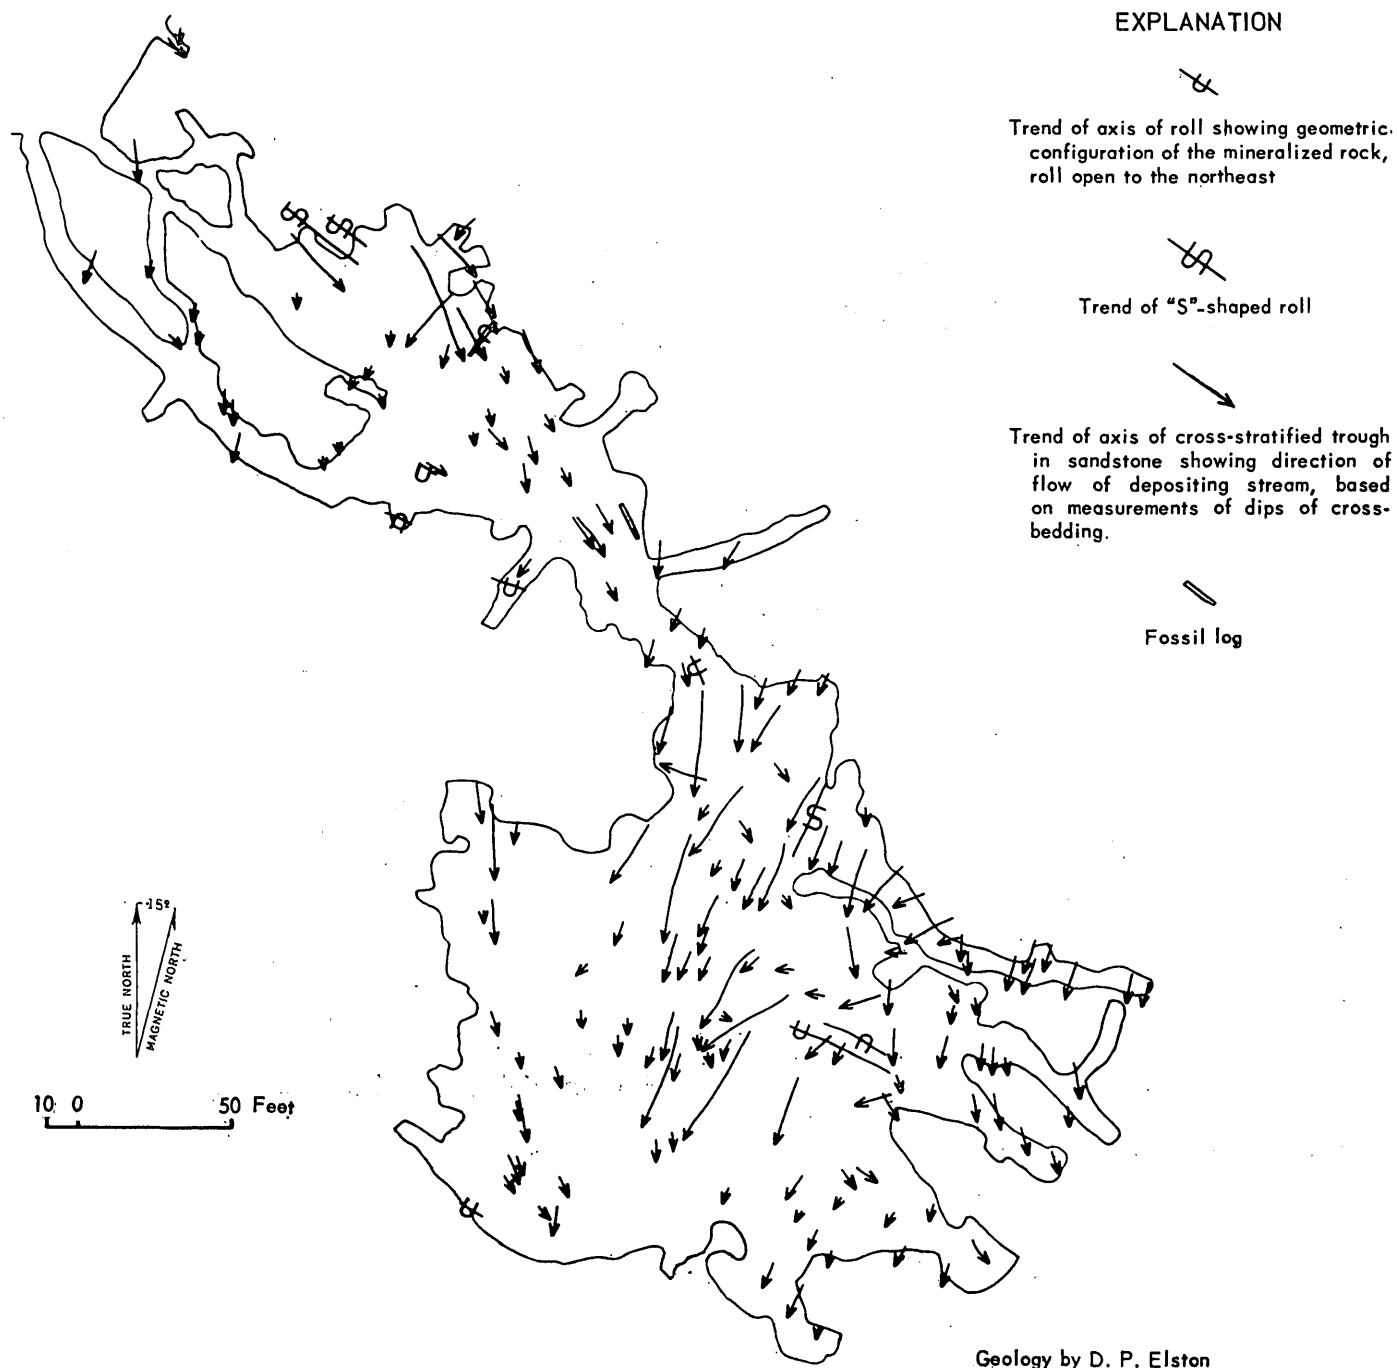 EXPLANATION
Trend of axis of roll showing geometric
configuration of the mineralized rock,
roll open to the northeast
Trend of "S"-shaped roll
Trend of axis of cross-stratified trough
in sandstone showing direction of
flow of depositing stream, based
on measurements of dips of cross-
bedding.
Fossil log
15º
TRUE NORTH
MAGNETIC NORTH
10 0 50 Feet
Geology by D. P. Elston